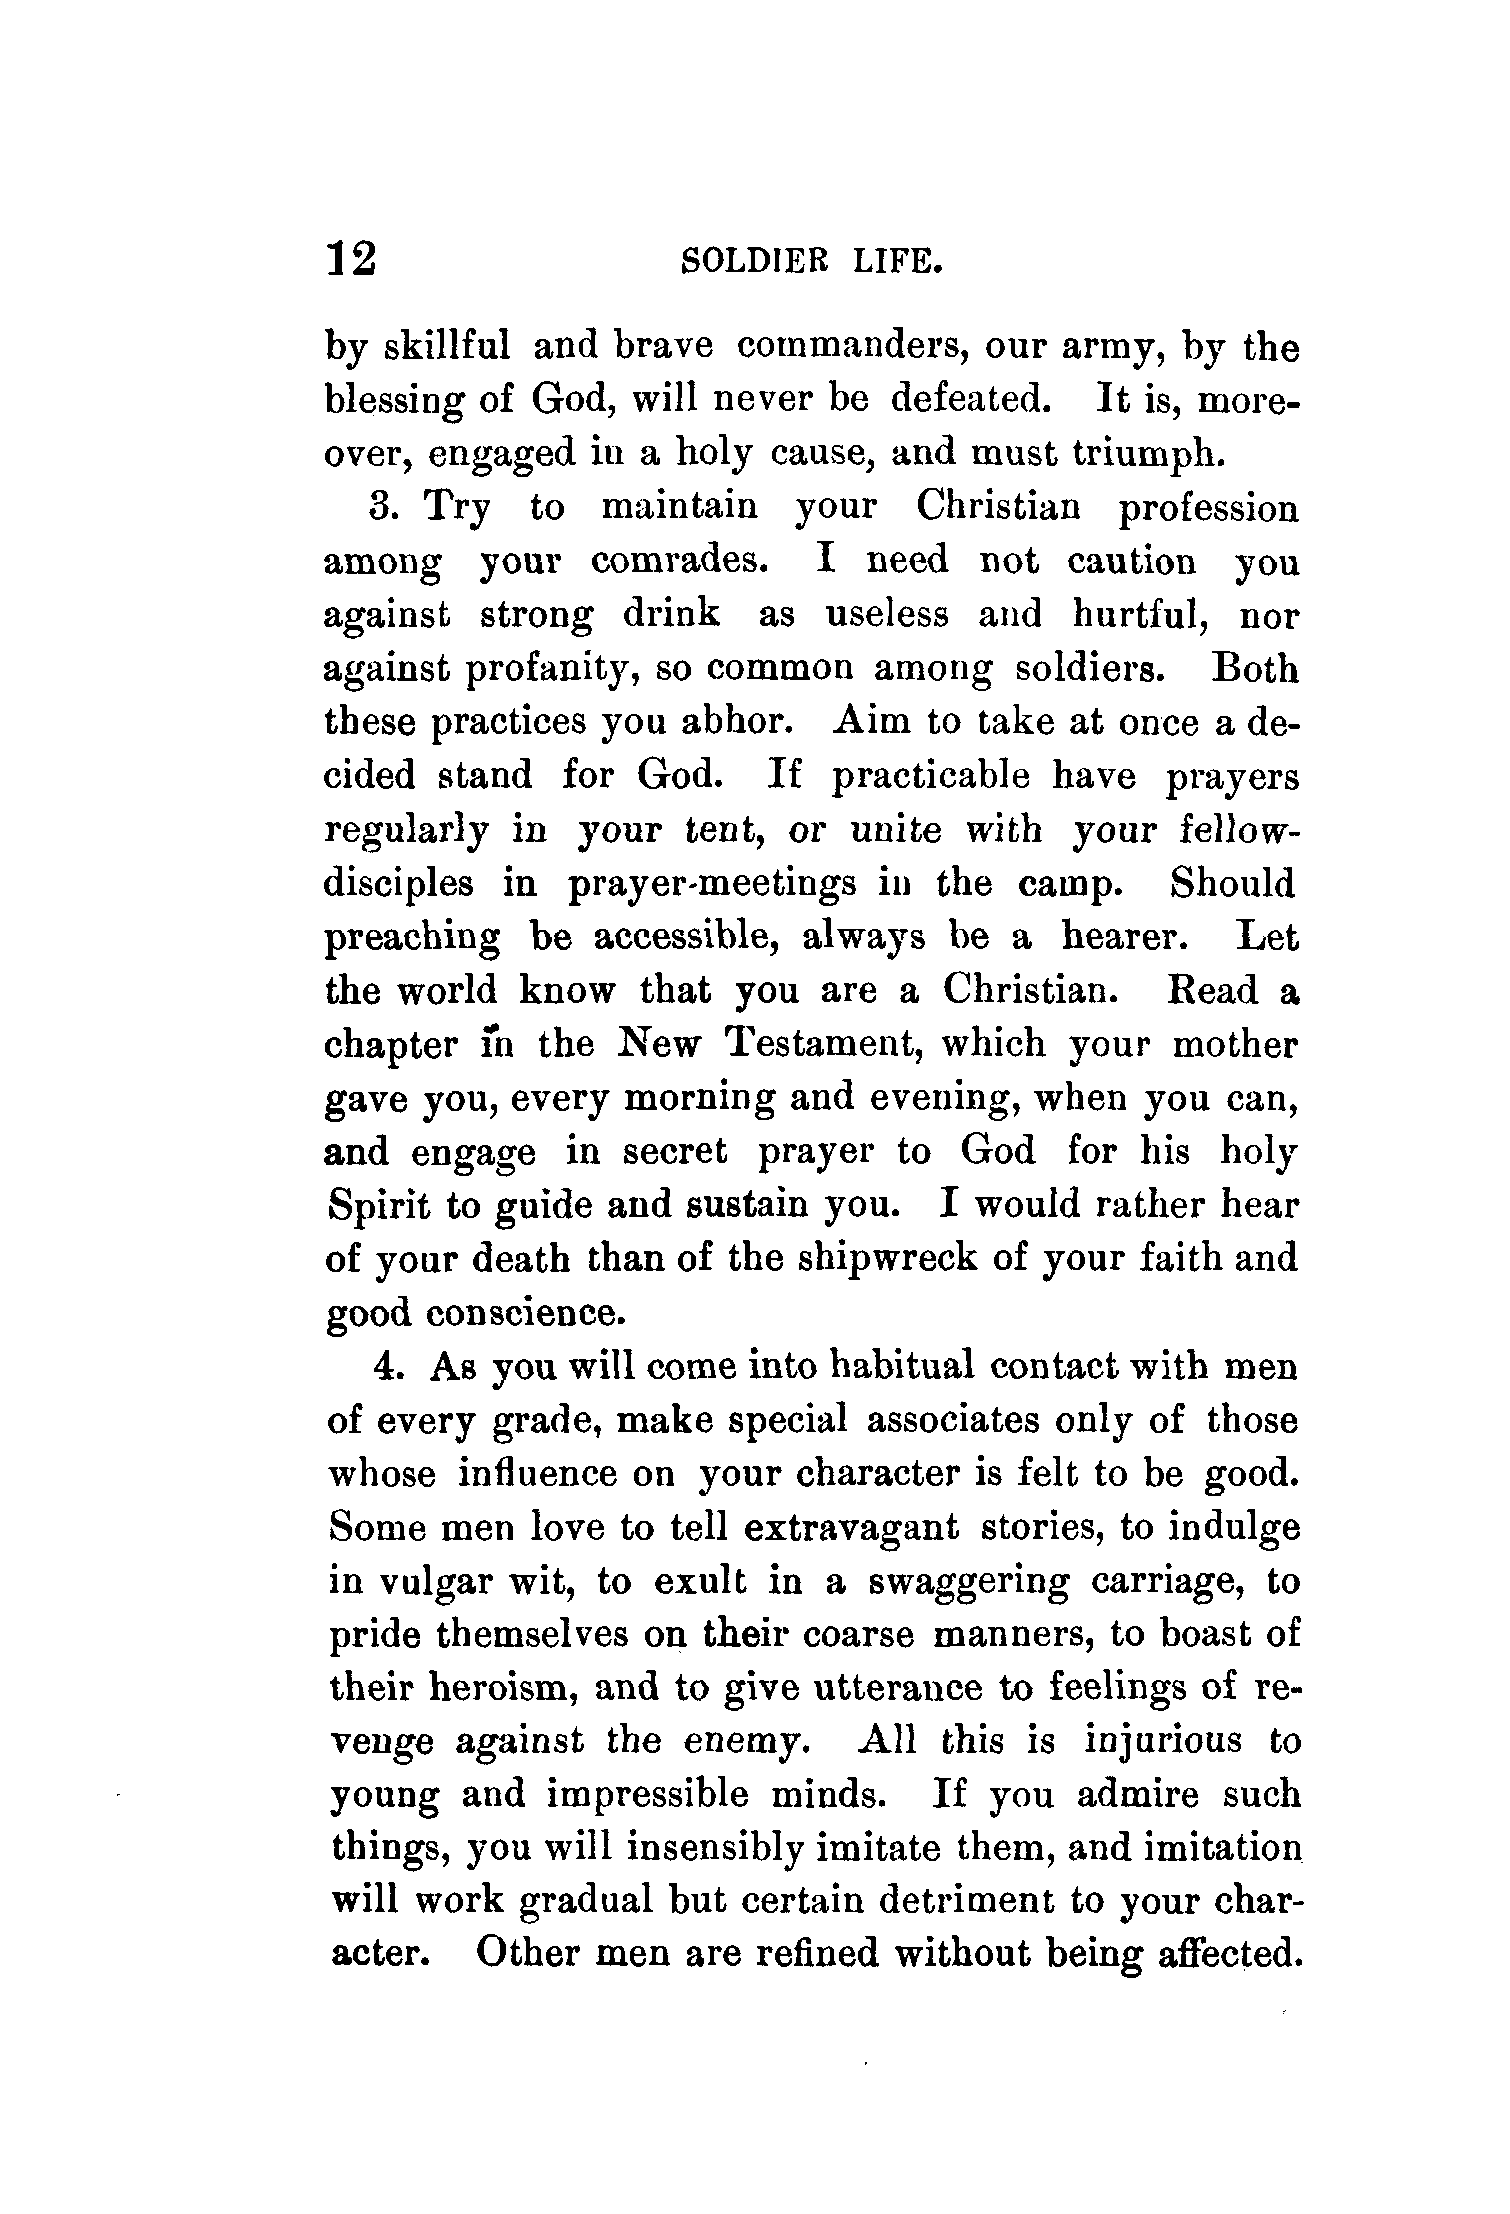 12 SOLDIER LIFE.
by skillful and brave commanders, our army, by the
blessing of God, will never be defeated. It is, more-
over, engaged in a holy cause, and must triumph.
3. Try to maintain your Christian profession
among your comrades. I need not caution you
against strong drink as useless and hurtful, nor
against profanity, so common among soldiers. Both
these practices you abhor. Aim to take at once a de-
cided stand for God. If practicable have prayers
regularly in your tent, or unite with your fellow-
disciples in prayer-meetings in the camp. Should
preaching be accessible, always be a hearer. Let
the world know that you are a Christian. Read a
chapter in the New Testament, which your mother
gave you, every morning and evening, when you can,
and engage in secret prayer to God for his holy
Spirit to guide and sustain you. I would rather hear
of your death than of the shipwreck of your faith and
good conscience.
4. As you will come into habitual contact with men
of every grade, make special associates only of those
whose influence on your character is felt to be good.
Some men love to tell extravagant stories, to indulge
in vulgar wit, to exult in a swaggering carriage, to
pride themselves on their coarse manners, to boast of
their heroism, and to give utterance to feelings of re-
venge against the enemy. All this is injurious to
young and impressible minds. If you admire such
things, you will insensibly imitate them, and imitation
will work gradual but certain detriment to your char-
acter. Other men are refined without being affected.